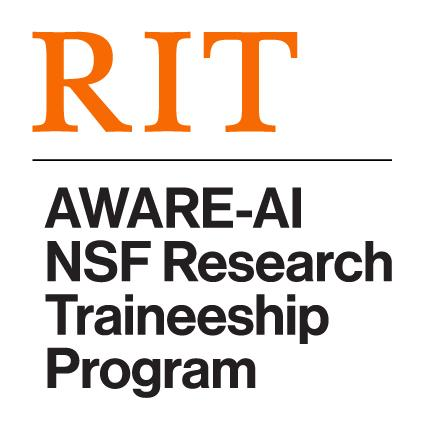 RIT
AWARE-AI
NSF Research
Traineeship
Program